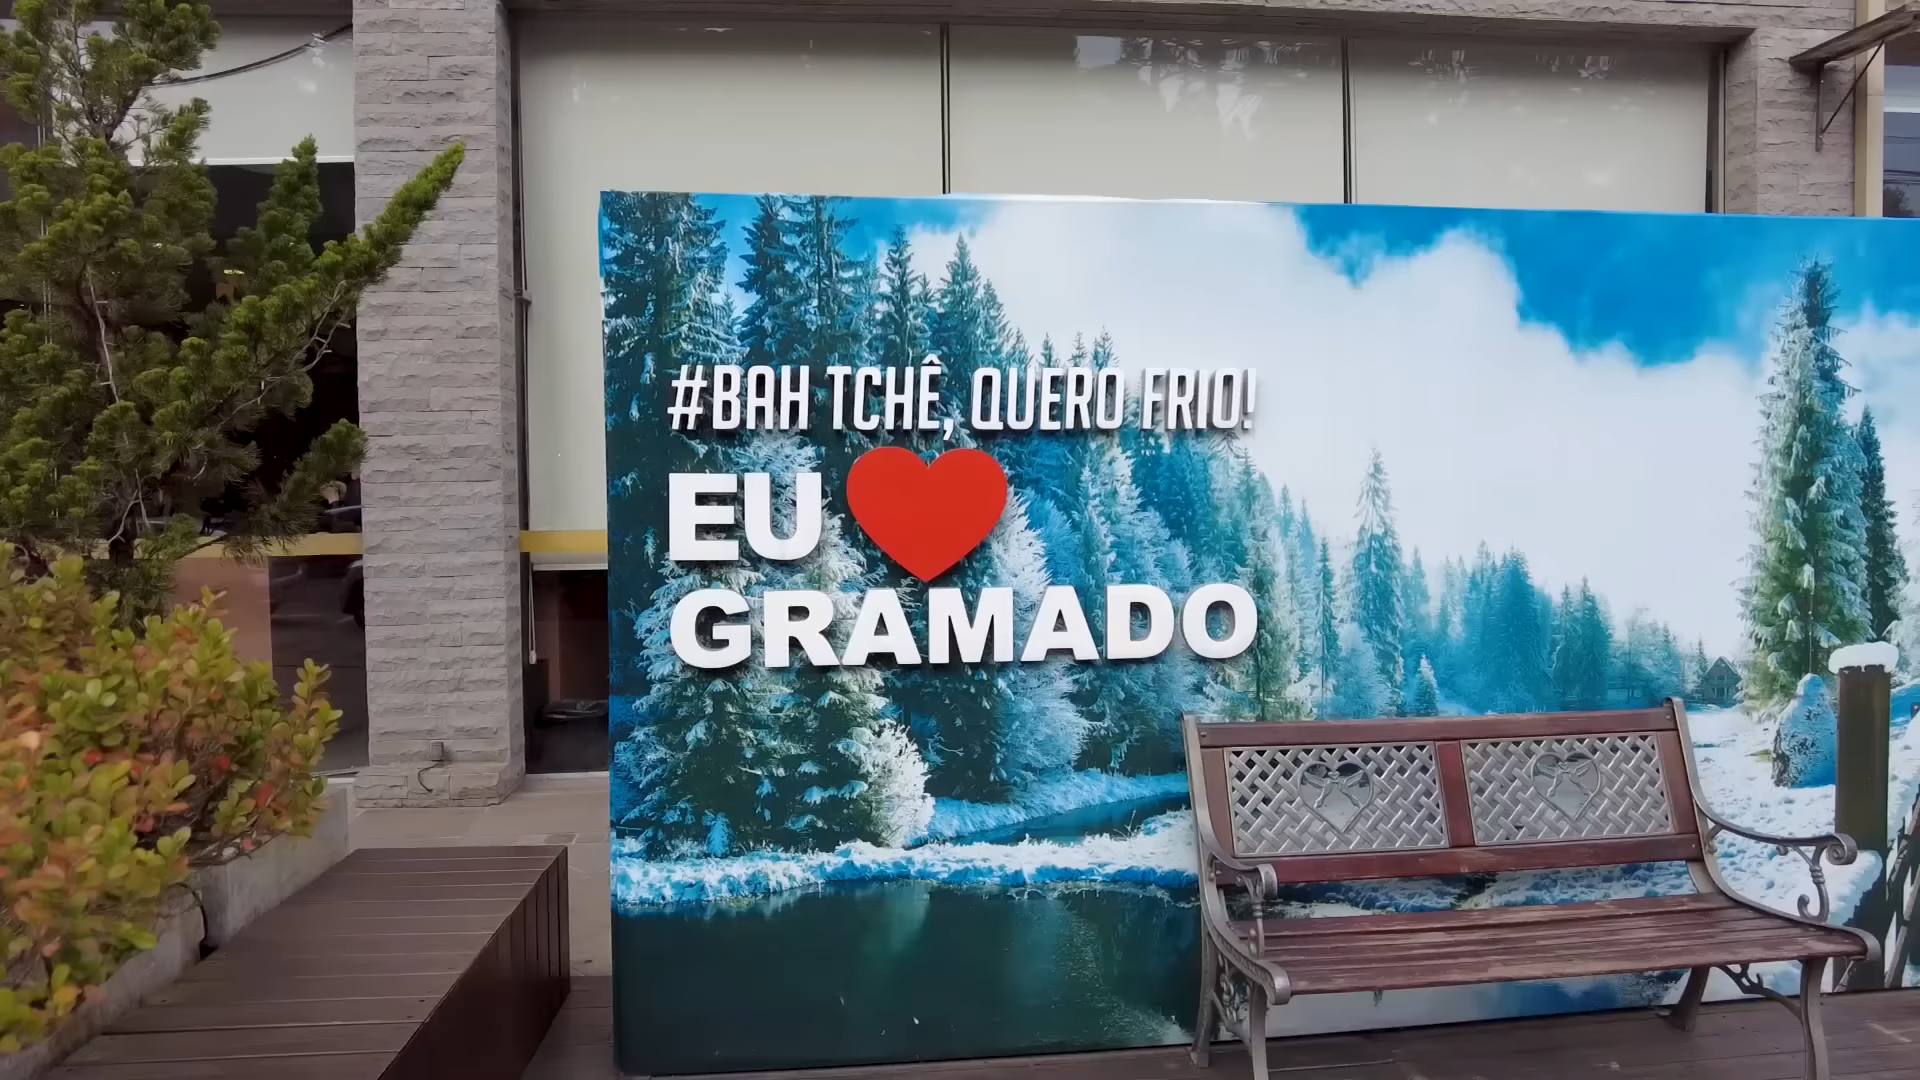 #BAH TCHÊ, QUERO FRIO!
EU ❤
GRAMADO